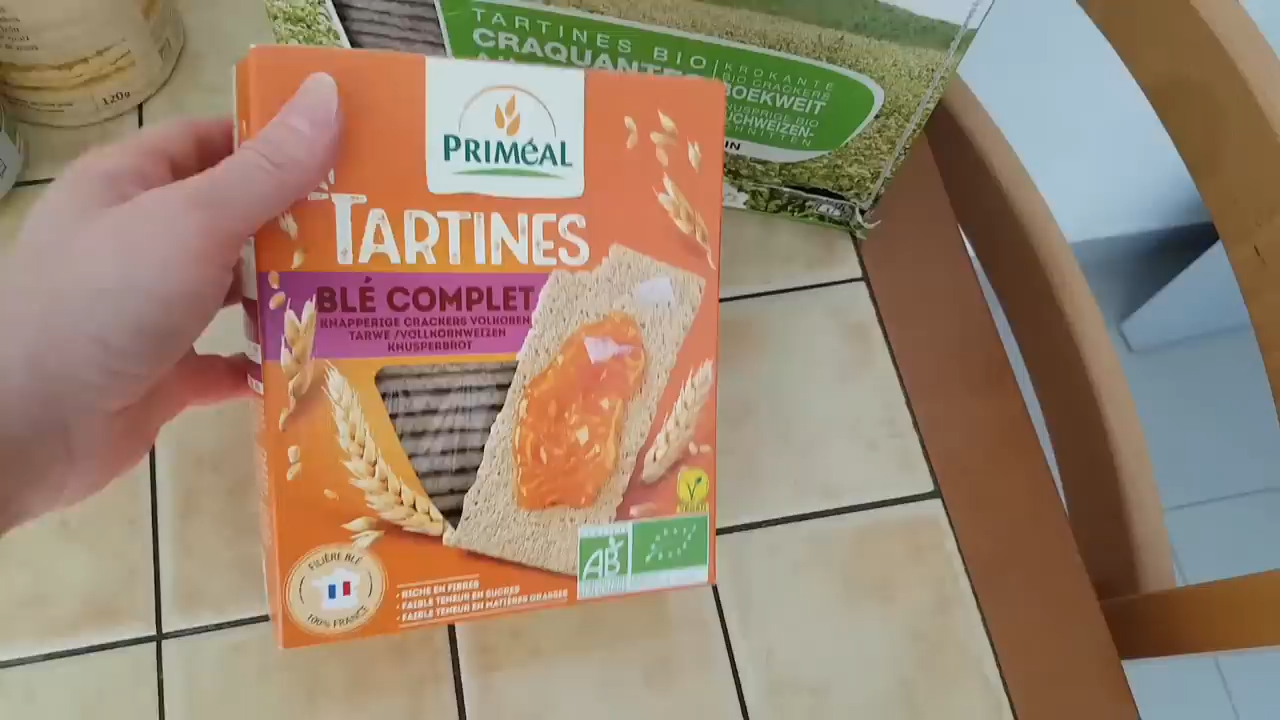 TARTINES BIO
CRAQUANTES
KROKANTE
BIO CRACKERS
BOEKWEIT
KNUSPRIGE BIO
BUCHWEIZEN-
SCHNITTEN
120g
PRIMÉAL
TARTINES
BLÉ COMPLET
KNAPPERIGE CRACKERS VOLKOREN
TARWE /VOLLKORNWEIZEN
KNUSPERBROT
V
VEGAN
AB
FILIÈRE BLÉ
100% FRANCE
• RICHE EN FIBRES
• FAIBLE TENEUR EN SUCRES
• FAIBLE TENEUR EN MATIÈRES GRASSES